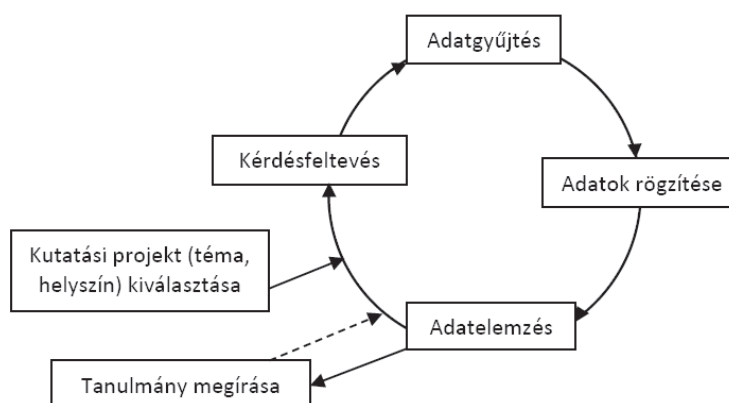 Adatgyűjtés
Kérdésfeltevés
Adatok rögzítése
Kutatási projekt (téma,
helyszín) kiválasztása
Adatelemzés
Tanulmány megírása